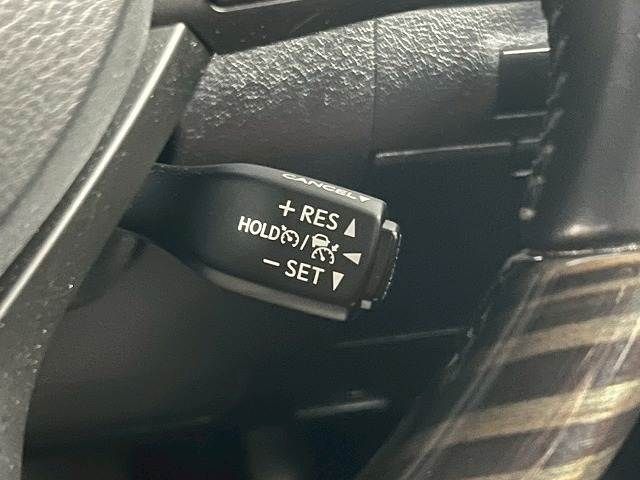 CANCEL
+ RES ▲
HOLD / ◀
− SET ▼